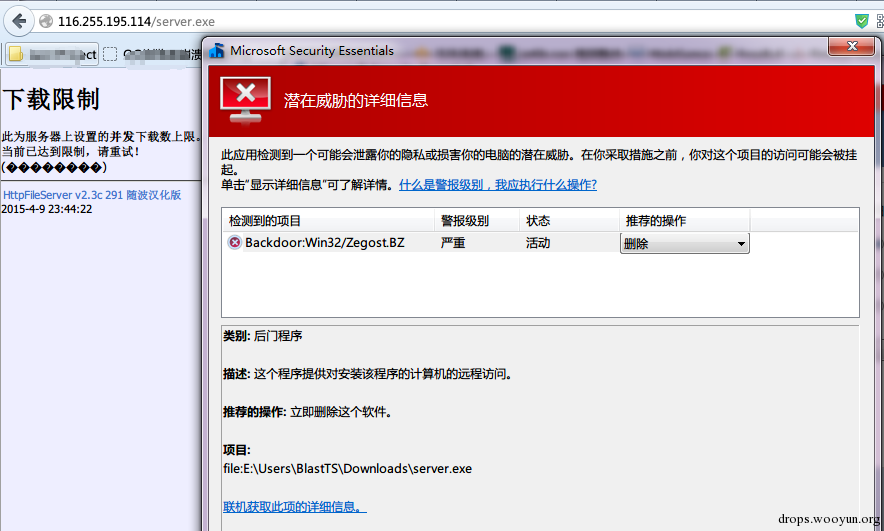 116.255.195.114/server.exe
Microsoft Security Essentials
下载限制
此为服务器上设置的并发下载数上限。
当前已达到限制，请重试！
(��������)
HttpFileServer v2.3c 291 随波汉化版
2015-4-9 23:44:22
潜在威胁的详细信息
此应用检测到一个可能会泄露你的隐私或损害你的电脑的潜在威胁。在你采取措施之前，你对这个项目的访问可能会被挂
起。
单击"显示详细信息"可了解详情。 什么是警报级别，我应执行什么操作?
检测到的项目 警报级别 状态 推荐的操作
Backdoor:Win32/Zegost.BZ 严重 活动 删除
类别: 后门程序
描述: 这个程序提供对安装该程序的计算机的远程访问。
推荐的操作: 立即删除这个软件。
项目:
file:E:\Users\BlastTS\Downloads\server.exe
联机获取此项的详细信息。
drops.wooyun.org